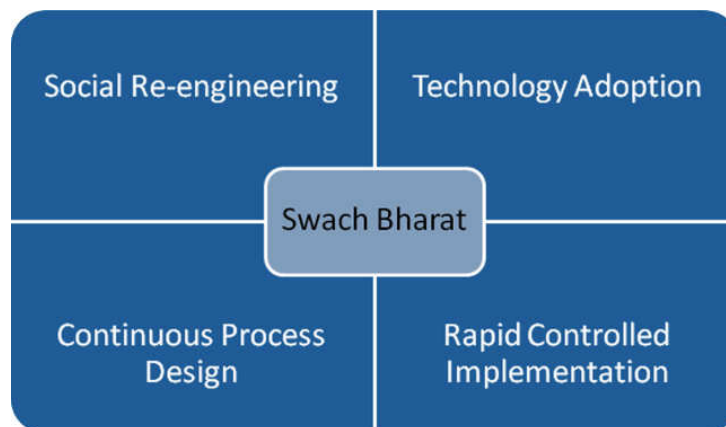 Social Re-engineering
Technology Adoption
Swach Bharat
Continuous Process
Design
Rapid Controlled
Implementation